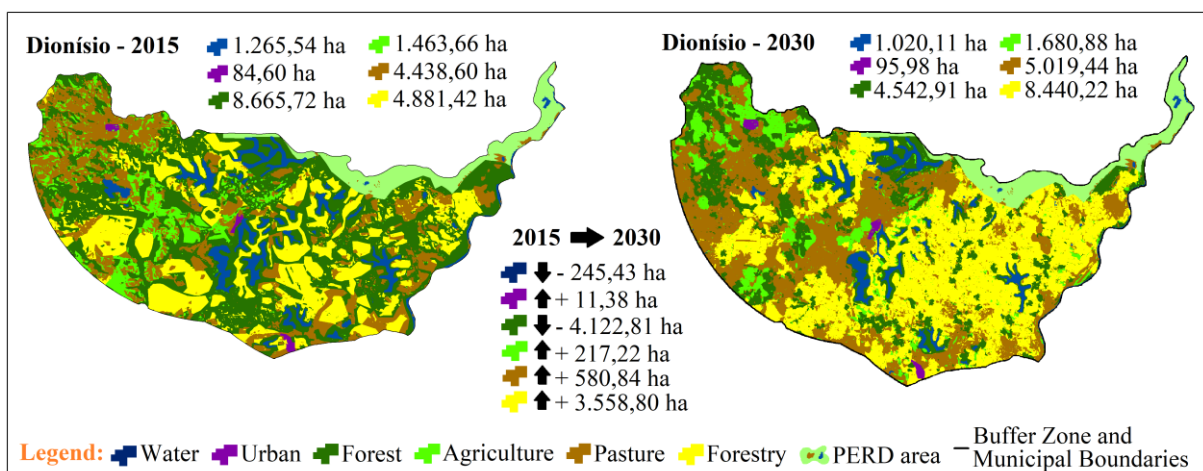 Dionísio - 2015
1.265,54 ha
1.463,66 ha
84,60 ha
4.438,60 ha
8.665,72 ha
4.881,42 ha
Dionísio - 2030
1.020,11 ha
1.680,88 ha
95,98 ha
5.019,44 ha
4.542,91 ha
8.440,22 ha
2015 ➡ 2030
⬇ - 245,43 ha
⬆ + 11,38 ha
⬇ - 4.122,81 ha
⬆ + 217,22 ha
⬆ + 580,84 ha
⬆ + 3.558,80 ha
Legend: Water Urban Forest Agriculture Pasture Forestry PERD area
Buffer Zone and
Municipal Boundaries